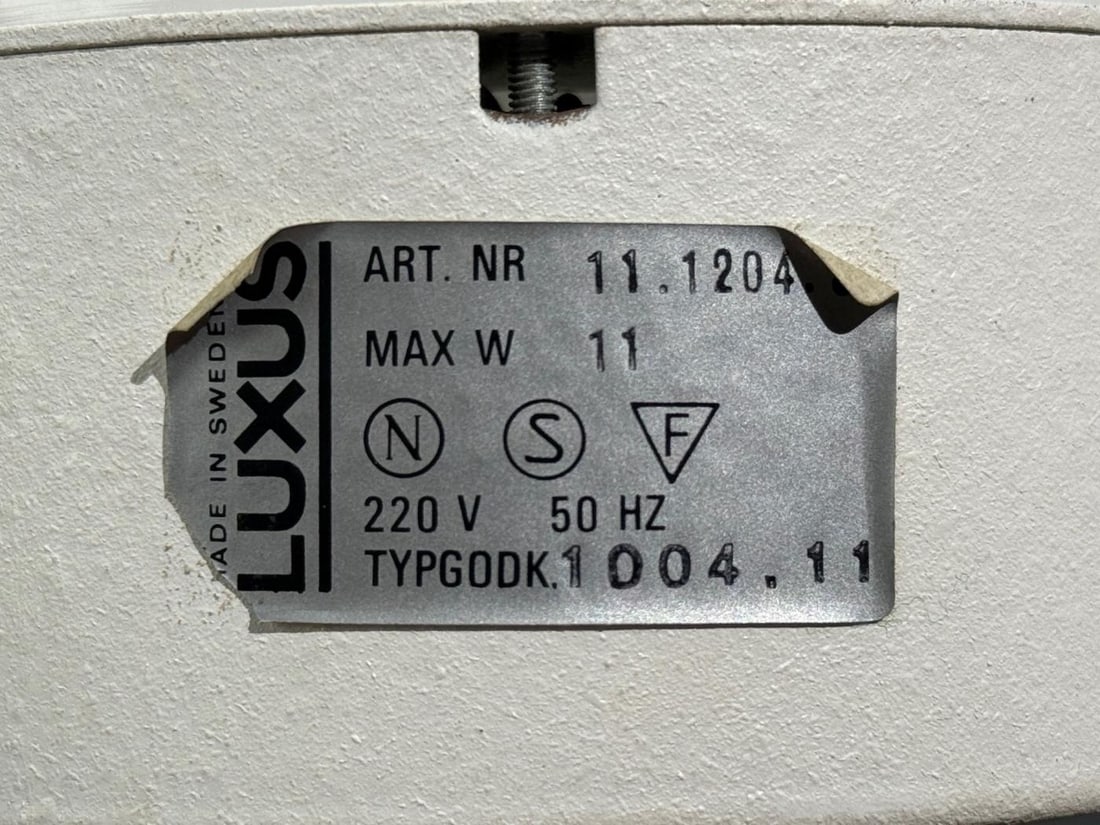 LUXUS
MADE IN SWEDEN
ART. NR 11.1204.
MAX W 11
N S F
220 V 50 HZ
TYPGODK. 1004.11